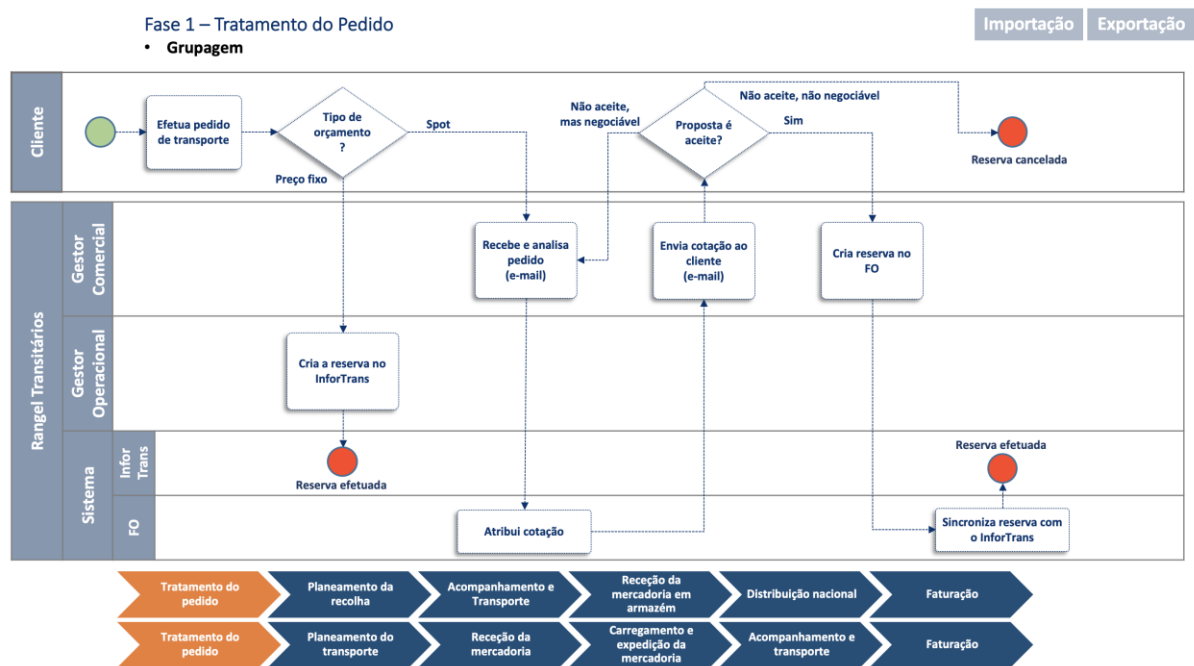 Fase 1 – Tratamento do Pedido
• Grupagem
Importação
Exportação
Cliente
Efetua pedido
de transporte
Tipo de
orçamento
?
Spot
Preço fixo
Não aceite,
mas negociável
Proposta é
aceite?
Não aceite, não negociável
Sim
Reserva cancelada
Rangel Transitários
Gestor
Comercial
Recebe e analisa
pedido
(e-mail)
Envia cotação ao
cliente
(e-mail)
Cria reserva no
FO
Gestor
Operacional
Cria a reserva no
InforTrans
Sistema
Infor
Trans
Reserva efetuada
Reserva efetuada
FO
Atribui cotação
Sincroniza reserva com
o InforTrans
Tratamento do
pedido
Planeamento da
recolha
Acompanhamento e
Transporte
Receção da
mercadoria em
armazém
Distribuição nacional
Faturação
Tratamento do
pedido
Planeamento do
transporte
Receção da
mercadoria
Carregamento e
expedição da
mercadoria
Acompanhamento e
transporte
Faturação